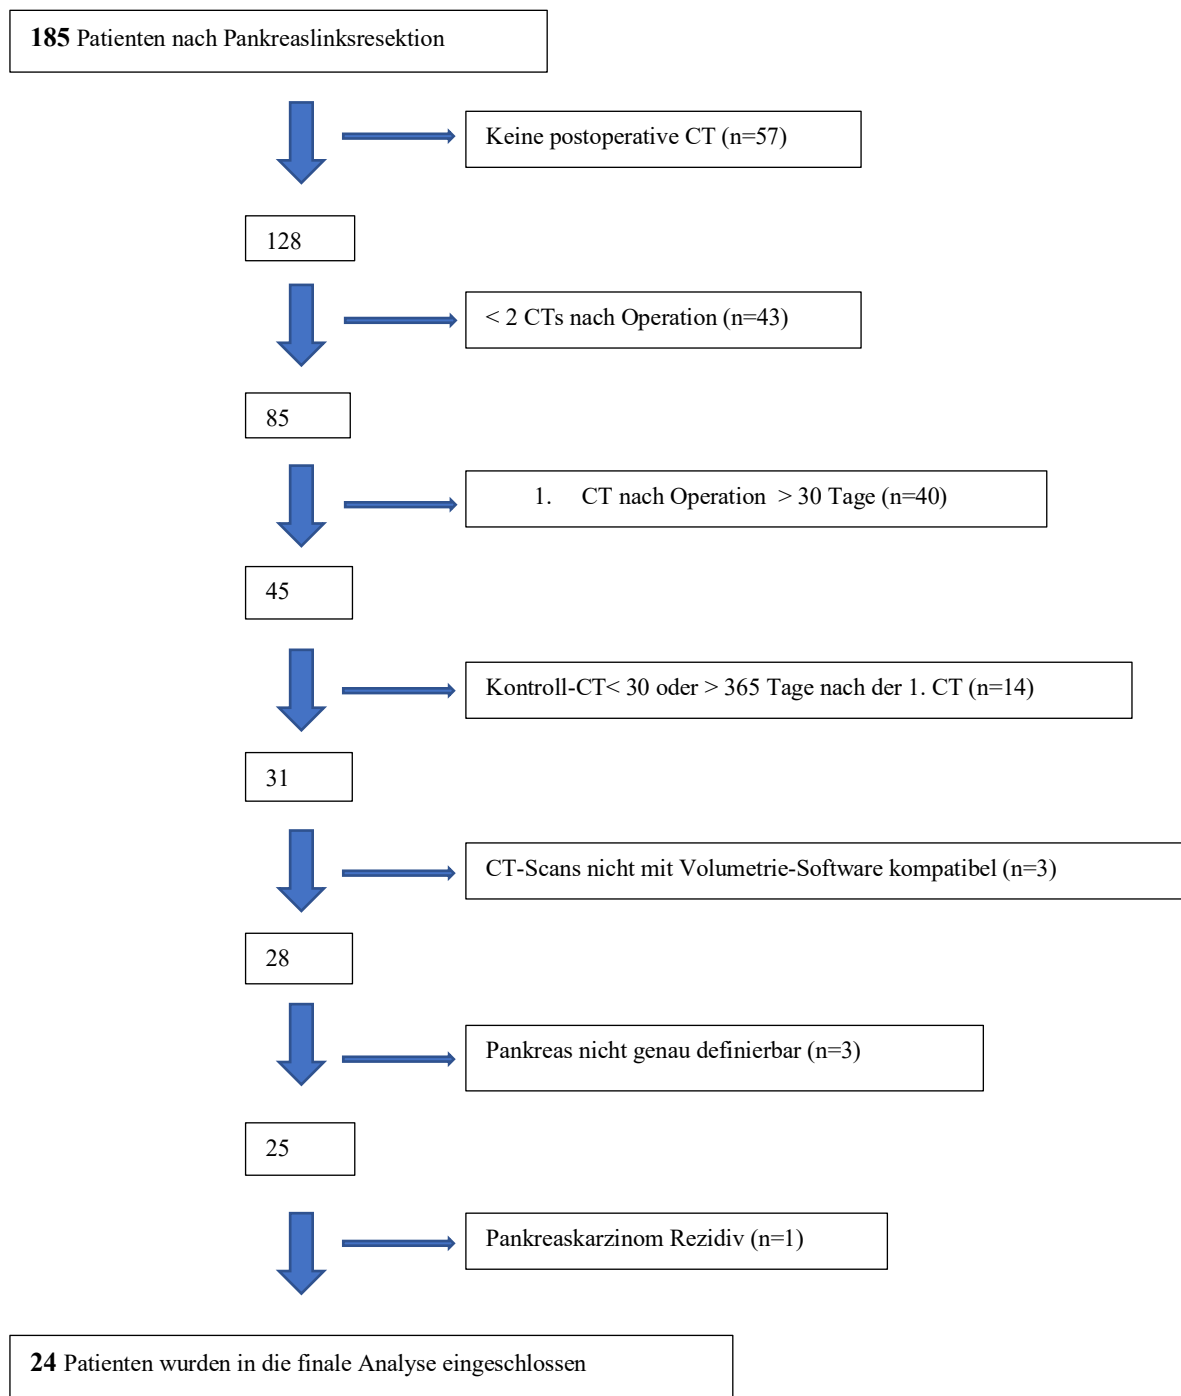 185 Patienten nach Pankreaslinksresektion
Keine postoperative CT (n=57)
128
< 2 CTs nach Operation (n=43)
85
1. CT nach Operation > 30 Tage (n=40)
45
Kontroll-CT< 30 oder > 365 Tage nach der 1. CT (n=14)
31
CT-Scans nicht mit Volumetrie-Software kompatibel (n=3)
28
Pankreas nicht genau definierbar (n=3)
25
Pankreaskarzinom Rezidiv (n=1)
24 Patienten wurden in die finale Analyse eingeschlossen